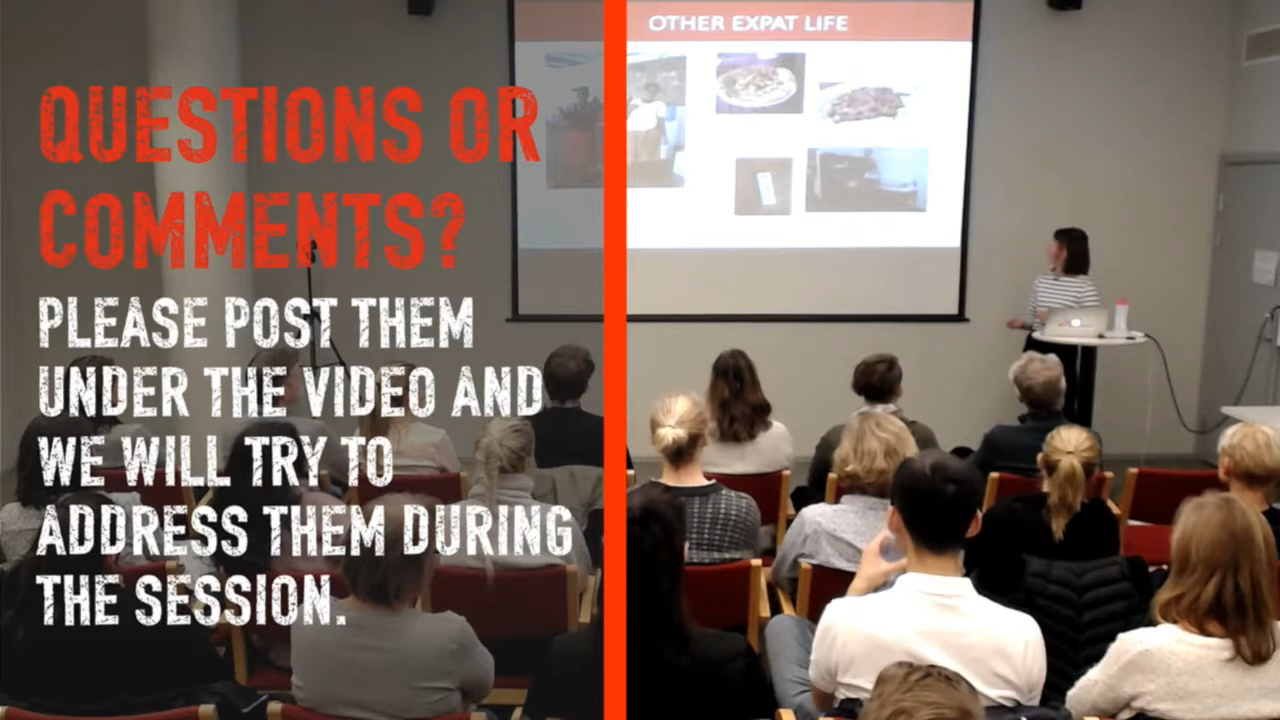 QUESTIONS OR
COMMENTS?
PLEASE POST THEM
UNDER THE VIDEO AND
WE WILL TRY TO
ADDRESS THEM DURING
THE SESSION.
OTHER EXPAT LIFE